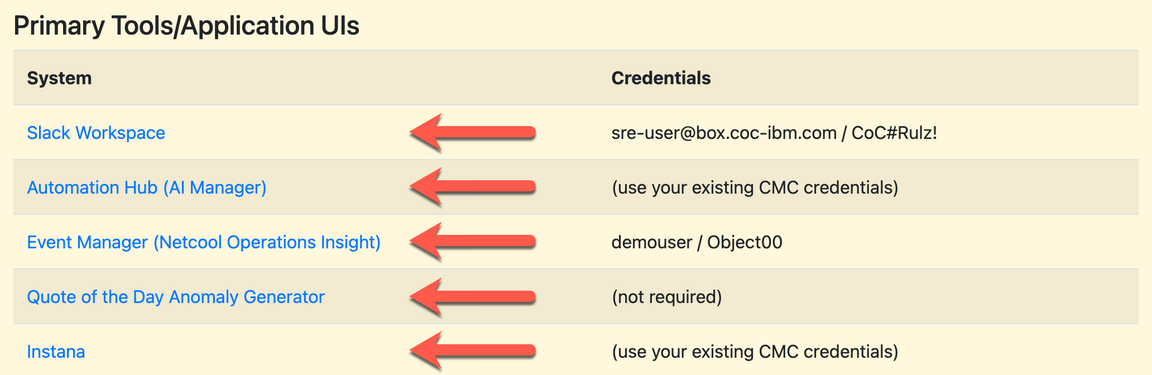 Primary Tools/Application UIs
System Credentials
Slack Workspace sre-user@box.coc-ibm.com / CoC#Rulz!
Automation Hub (AI Manager) (use your existing CMC credentials)
Event Manager (Netcool Operations Insight) demouser / Object00
Quote of the Day Anomaly Generator (not required)
Instana (use your existing CMC credentials)